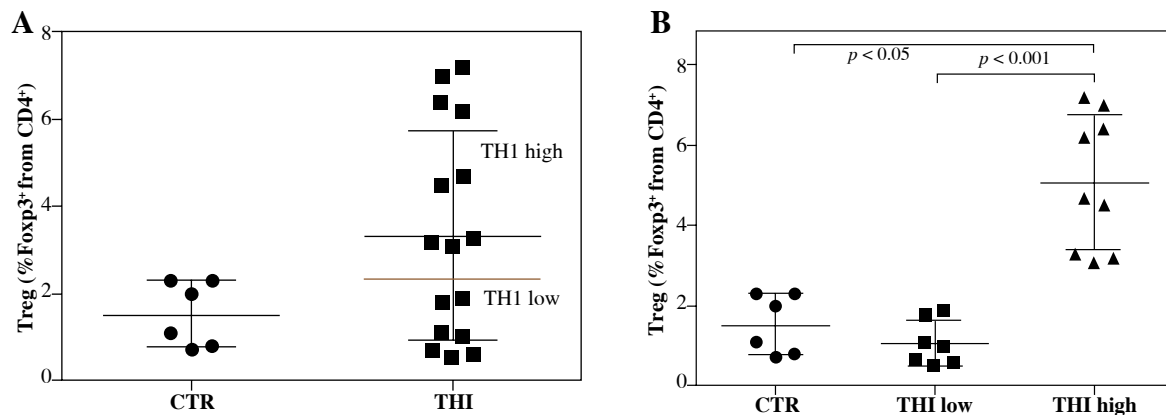 A
B
Treg (%Foxp3⁺ from CD4⁺)
8
6
4
2
0
TH1 high
TH1 low
CTR
THI
Treg (%Foxp3⁺ from CD4⁺)
8
6
4
2
0
p < 0.05
p < 0.001
CTR
THI low
THI high